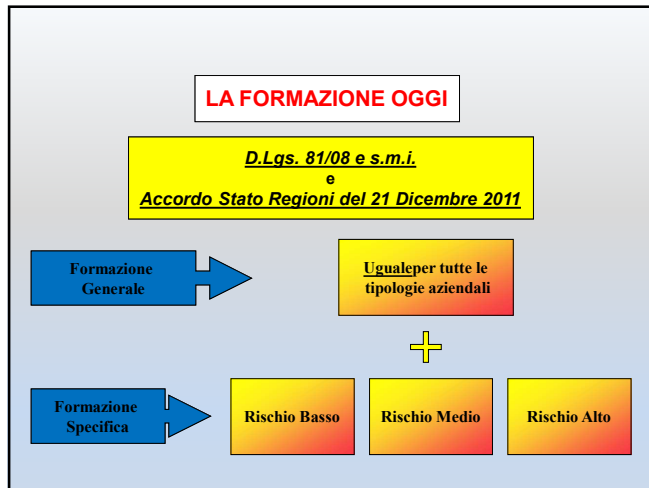 LA FORMAZIONE OGGI
D.Lgs. 81/08 e s.m.i.
e
Accordo Stato Regioni del 21 Dicembre 2011
Formazione
Generale
Ugualeper tutte le
tipologie aziendali
Formazione
Specifica
Rischio Basso
Rischio Medio
Rischio Alto